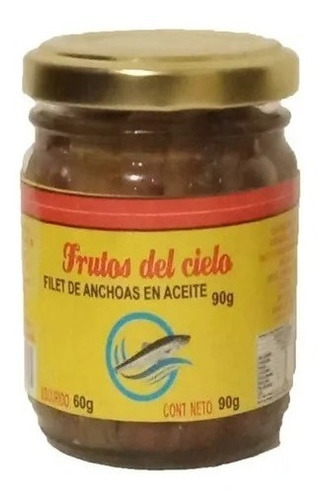 Frutos del cielo
FILET DE ANCHOAS EN ACEITE 90g
60g
CONT NETO 90g